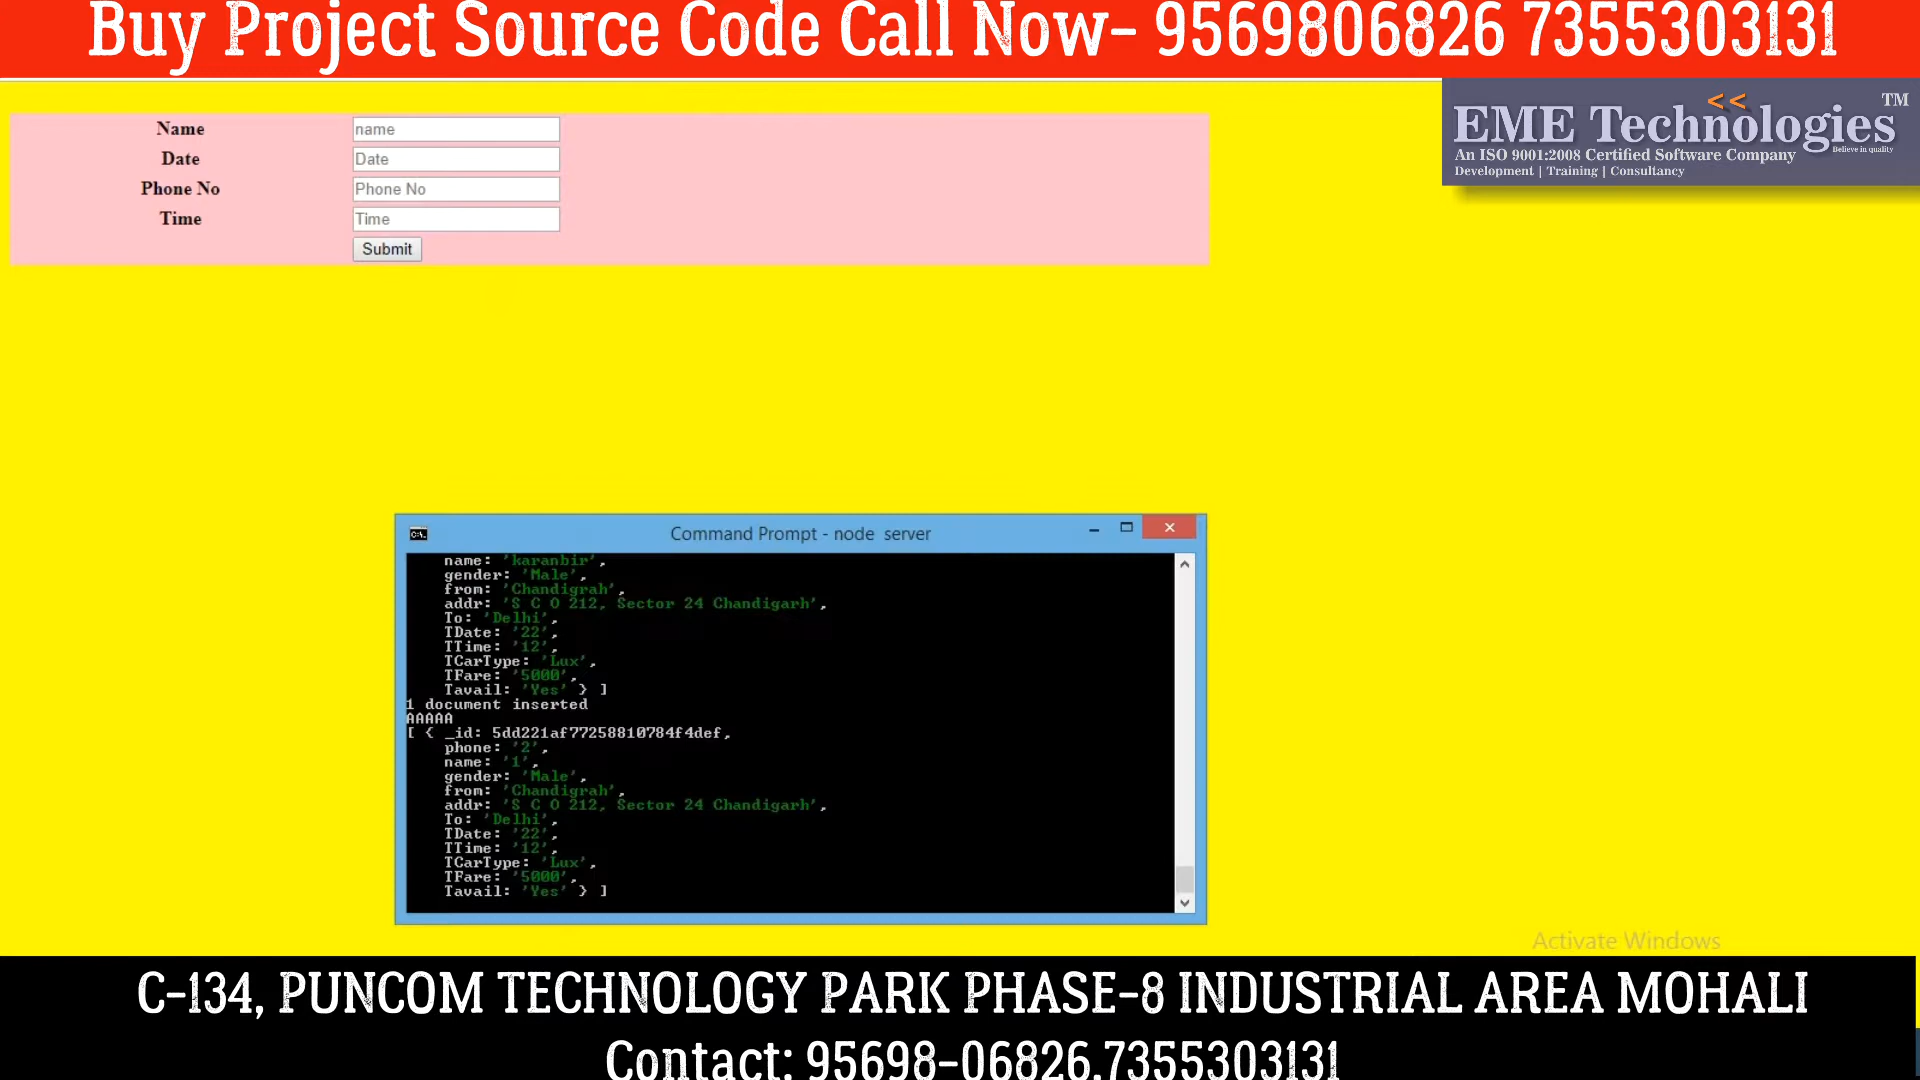 Buy Project Source Code Call Now- 9569806826 7355303131
<<
EME Technologies TM
Believe in quality
An ISO 9001:2008 Certified Software Company
Development | Training | Consultancy
Name name
Date Date
Phone No Phone No
Time Time
Submit
C:\.
Command Prompt - node server
name: 'karanbir',
gender: 'Male',
from: 'Chandigrah',
addr: 'S C O 212, Sector 24 Chandigarh',
To: 'Delhi',
TDate: '22',
TTime: '12',
TCarType: 'Lux',
TFare: '5000',
Tavail: 'Yes' } ]
1 document inserted
AAAAA
[ { _id: 5dd221af77258810784f4def,
phone: '2',
name: '1',
gender: 'Male',
from: 'Chandigrah',
addr: 'S C O 212, Sector 24 Chandigarh',
To: 'Delhi',
TDate: '22',
TTime: '12',
TCarType: 'Lux',
TFare: '5000',
Tavail: 'Yes' } ]
Activate Windows
C-134, PUNCOM TECHNOLOGY PARK PHASE-8 INDUSTRIAL AREA MOHALI
Contact: 95698-06826,7355303131